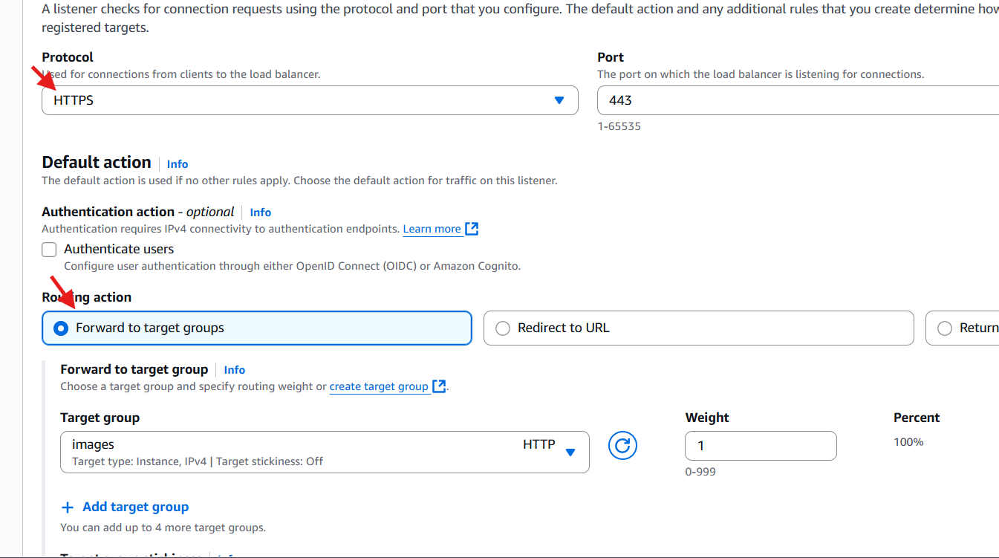 A listener checks for connection requests using the protocol and port that you configure. The default action and any additional rules that you create determine how
registered targets.
Protocol
Used for connections from clients to the load balancer.
HTTPS
Port
The port on which the load balancer is listening for connections.
443
1-65535
Default action Info
The default action is used if no other rules apply. Choose the default action for traffic on this listener.
Authentication action - optional Info
Authentication requires IPv4 connectivity to authentication endpoints. Learn more
Authenticate users
Configure user authentication through either OpenID Connect (OIDC) or Amazon Cognito.
Routing action
Forward to target groups
Redirect to URL
Return
Forward to target group Info
Choose a target group and specify routing weight or create target group.
Target group
images HTTP
Target type: Instance, IPv4 | Target stickiness: Off
Weight
1
0-999
Percent
100%
+ Add target group
You can add up to 4 more target groups.